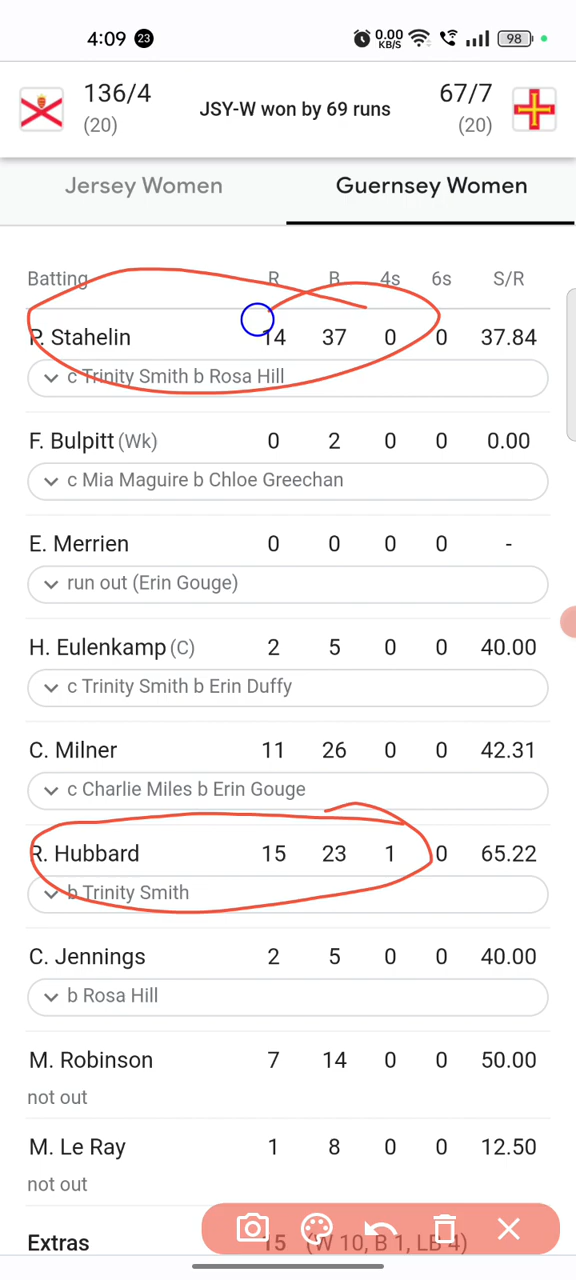 4:09 23 0.00 KB/S 98
136/4 67/7
JSY-W won by 69 runs
(20) (20)
Jersey Women Guernsey Women
Batting R B 4s 6s S/R
P. Stahelin 14 37 0 0 37.84
c Trinity Smith b Rosa Hill
F. Bulpitt (Wk) 0 2 0 0 0.00
c Mia Maguire b Chloe Greechan
E. Merrien 0 0 0 0 -
run out (Erin Gouge)
H. Eulenkamp (C) 2 5 0 0 40.00
c Trinity Smith b Erin Duffy
C. Milner 11 26 0 0 42.31
c Charlie Miles b Erin Gouge
R. Hubbard 15 23 1 0 65.22
b Trinity Smith
C. Jennings 2 5 0 0 40.00
b Rosa Hill
M. Robinson 7 14 0 0 50.00
not out
M. Le Ray 1 8 0 0 12.50
not out
Extras 15 (W 10, B 1, LB 4)